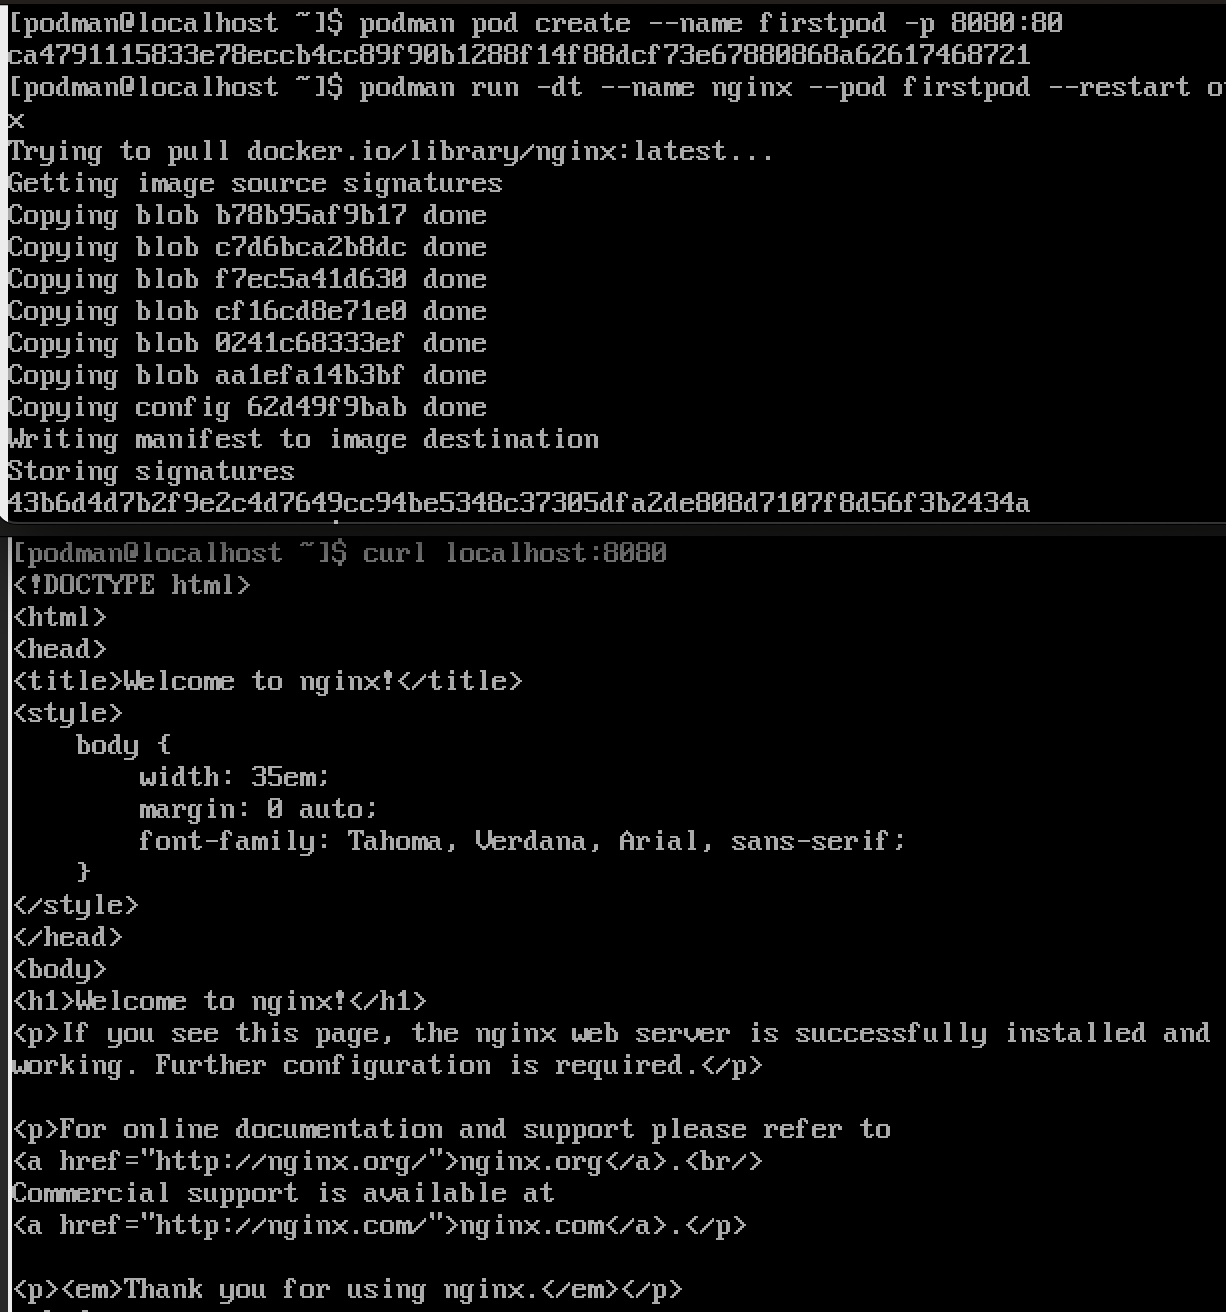 [podman@localhost ~]$ podman pod create --name firstpod -p 8080:80
ca4791115833e78eccb4cc89f90b1288f14f88dcf73e67880868a62617468721
[podman@localhost ~]$ podman run -dt --name nginx --pod firstpod --restart
x
Trying to pull docker.io/library/nginx:latest...
Getting image source signatures
Copying blob b78b95af9b17 done
Copying blob c7d6bca2b8dc done
Copying blob f7ec5a41d630 done
Copying blob cf16cd8e71e0 done
Copying blob 0241c68333ef done
Copying blob aa1efa14b3bf done
Copying config 62d49f9bab done
Writing manifest to image destination
Storing signatures
43b6d4d7b2f9e2c4d7649cc94be5348c37305dfa2de808d7107f8d56f3b2434a
[podman@localhost ~]$ curl localhost:8080
<!DOCTYPE html>
<html>
<head>
<title>Welcome to nginx!</title>
<style>
    body {
        width: 35em;
        margin: 0 auto;
        font-family: Tahoma, Verdana, Arial, sans-serif;
    }
</style>
</head>
<body>
<h1>Welcome to nginx!</h1>
<p>If you see this page, the nginx web server is successfully installed and
working. Further configuration is required.</p>

<p>For online documentation and support please refer to
<a href="http://nginx.org/">nginx.org</a>.<br/>
Commercial support is available at
<a href="http://nginx.com/">nginx.com</a>.</p>

<p><em>Thank you for using nginx.</em></p>